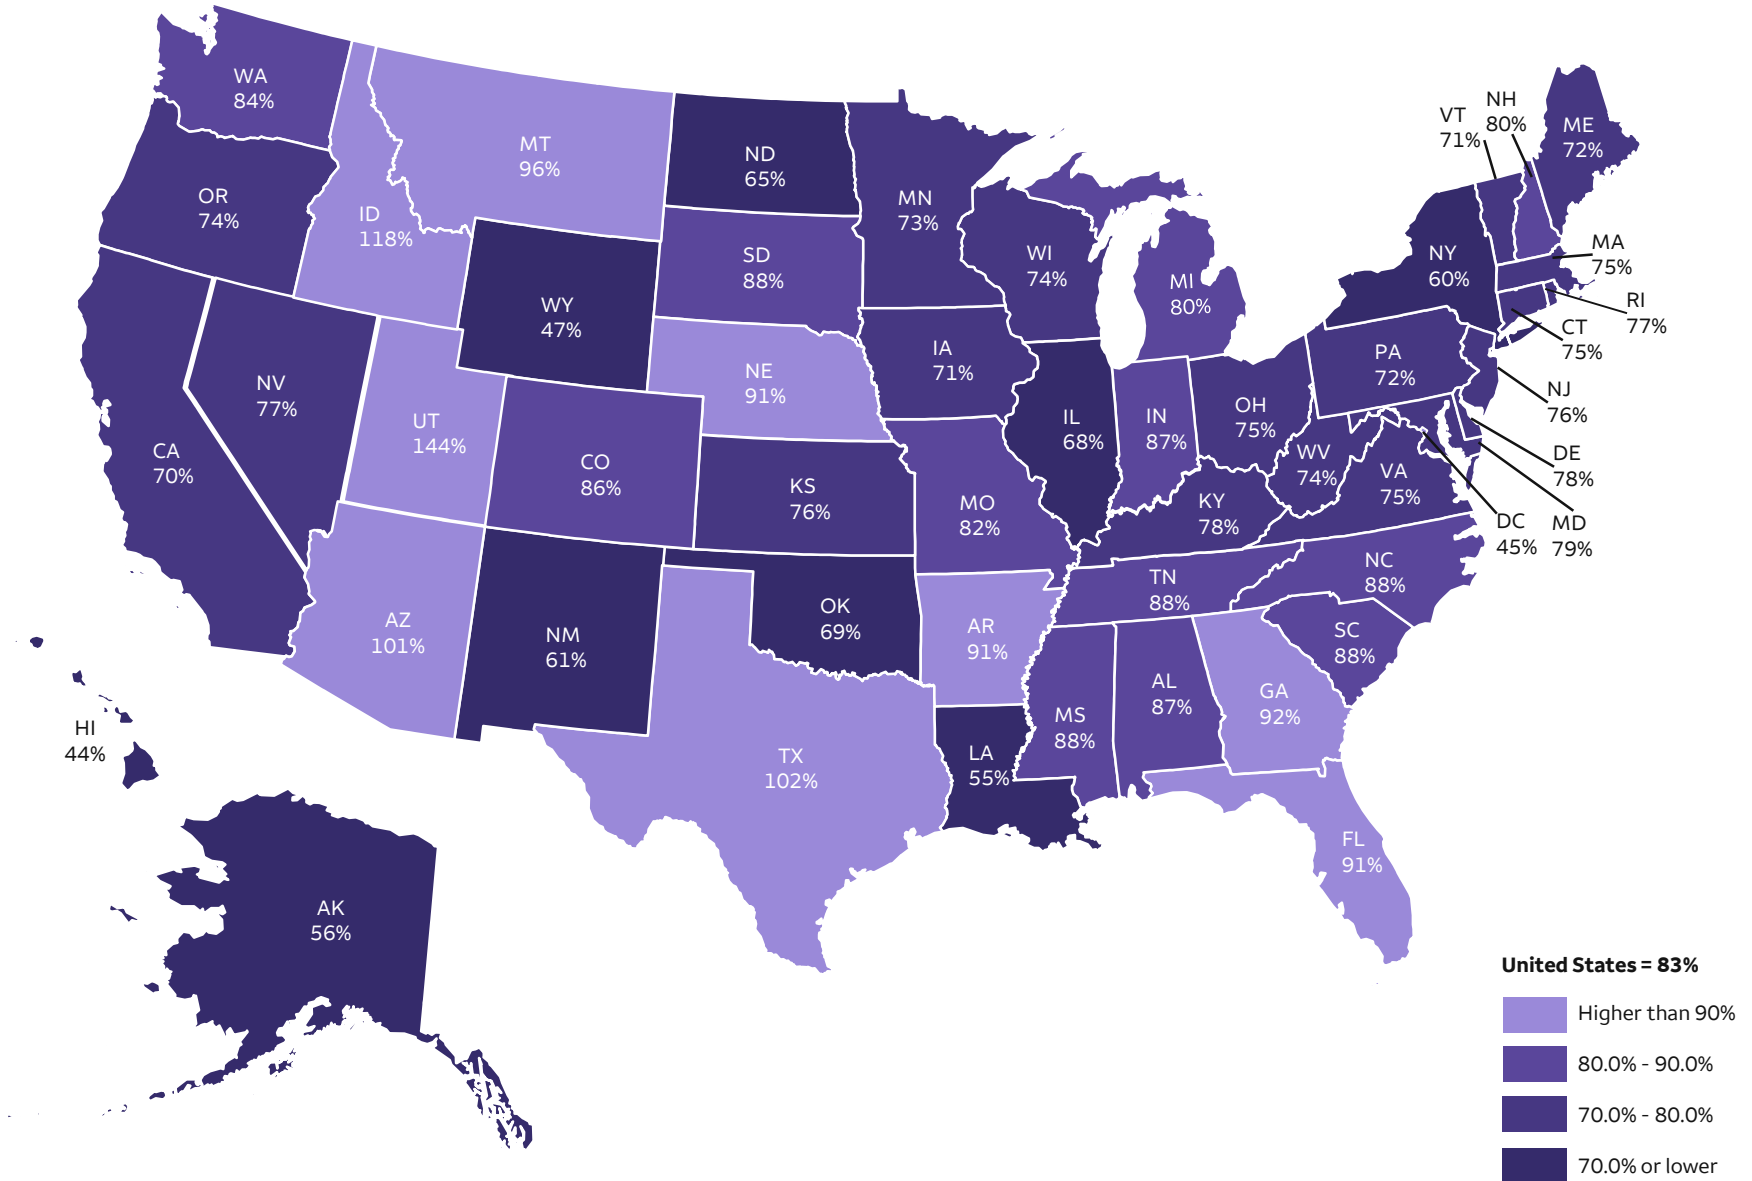 WA
84%
OR
74%
CA
70%
NV
77%
ID
118%
MT
96%
WY
47%
UT
144%
AZ
101%
CO
86%
NM
61%
ND
65%
SD
88%
NE
91%
KS
76%
OK
69%
TX
102%
MN
73%
IA
71%
MO
82%
AR
91%
LA
55%
WI
74%
IL
68%
MI
80%
IN
87%
OH
75%
KY
78%
TN
88%
MS
88%
AL
87%
GA
92%
FL
91%
SC
88%
NC
88%
VA
75%
WV
74%
PA
72%
NY
60%
VT
71%
NH
80%
ME
72%
MA
75%
RI
77%
CT
75%
NJ
76%
DE
78%
MD
79%
DC
45%
HI
44%
AK
56%
United States = 83%
Higher than 90%
80.0% - 90.0%
70.0% - 80.0%
70.0% or lower